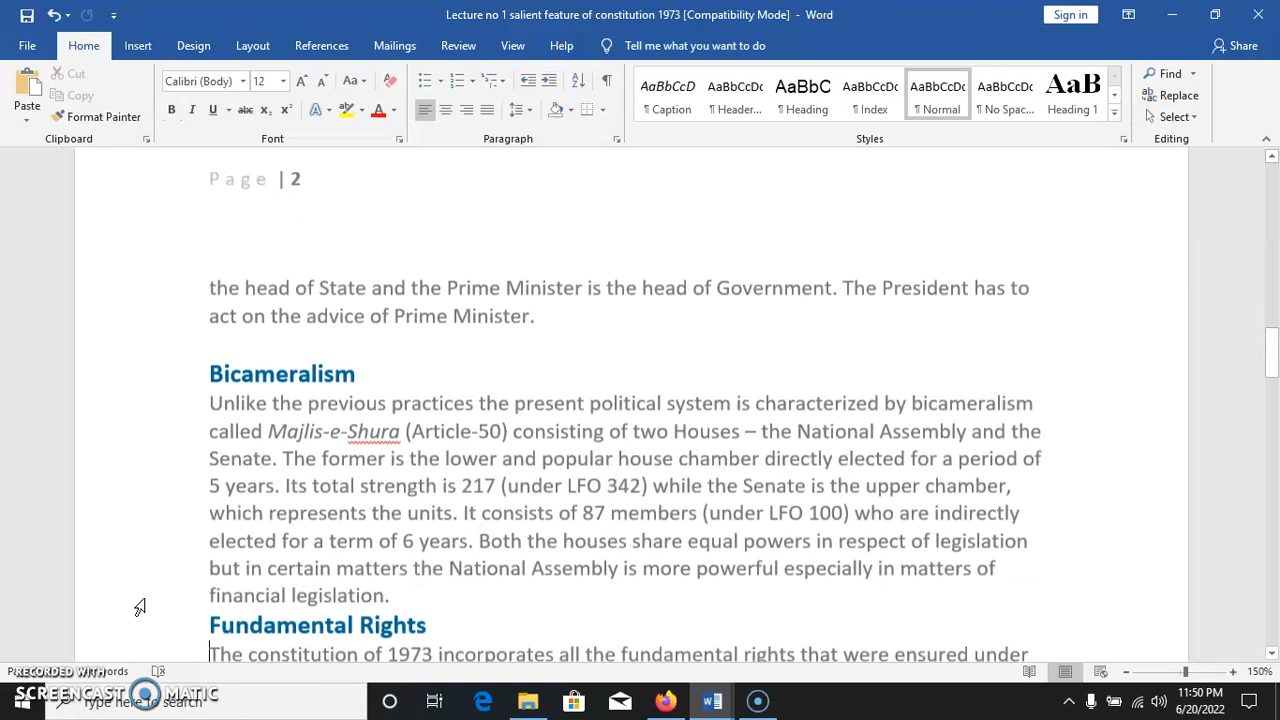 Lecture no 1 salient feature of constitution 1973 [Compatibility Mode] - Word
Sign in
File Home Insert Design Layout References Mailings Review View Help Tell me what you want to do Share
Paste
Cut
Copy
Format Painter
Clipboard
Calibri (Body) 12
Font
Paragraph
AaBbCcD AaBbCcDc AaBbC AaBbCcDc AaBbCcDc AaBbCcDc AaB
¶ Caption ¶ Header... ¶ Heading ¶ Index ¶ Normal ¶ No Spac... Heading 1
Styles
Find
Replace
Select
Editing
Page | 2
the head of State and the Prime Minister is the head of Government. The President has to
act on the advice of Prime Minister.
Bicameralism
Unlike the previous practices the present political system is characterized by bicameralism
called Majlis-e-Shura (Article-50) consisting of two Houses – the National Assembly and the
Senate. The former is the lower and popular house chamber directly elected for a period of
5 years. Its total strength is 217 (under LFO 342) while the Senate is the upper chamber,
which represents the units. It consists of 87 members (under LFO 100) who are indirectly
elected for a term of 6 years. Both the houses share equal powers in respect of legislation
but in certain matters the National Assembly is more powerful especially in matters of
financial legislation.
Fundamental Rights
The constitution of 1973 incorporates all the fundamental rights that were ensured under
words
150%
RECORDED WITH
SCREENCAST MATIC
Type here to search
11:50 PM
6/20/2022